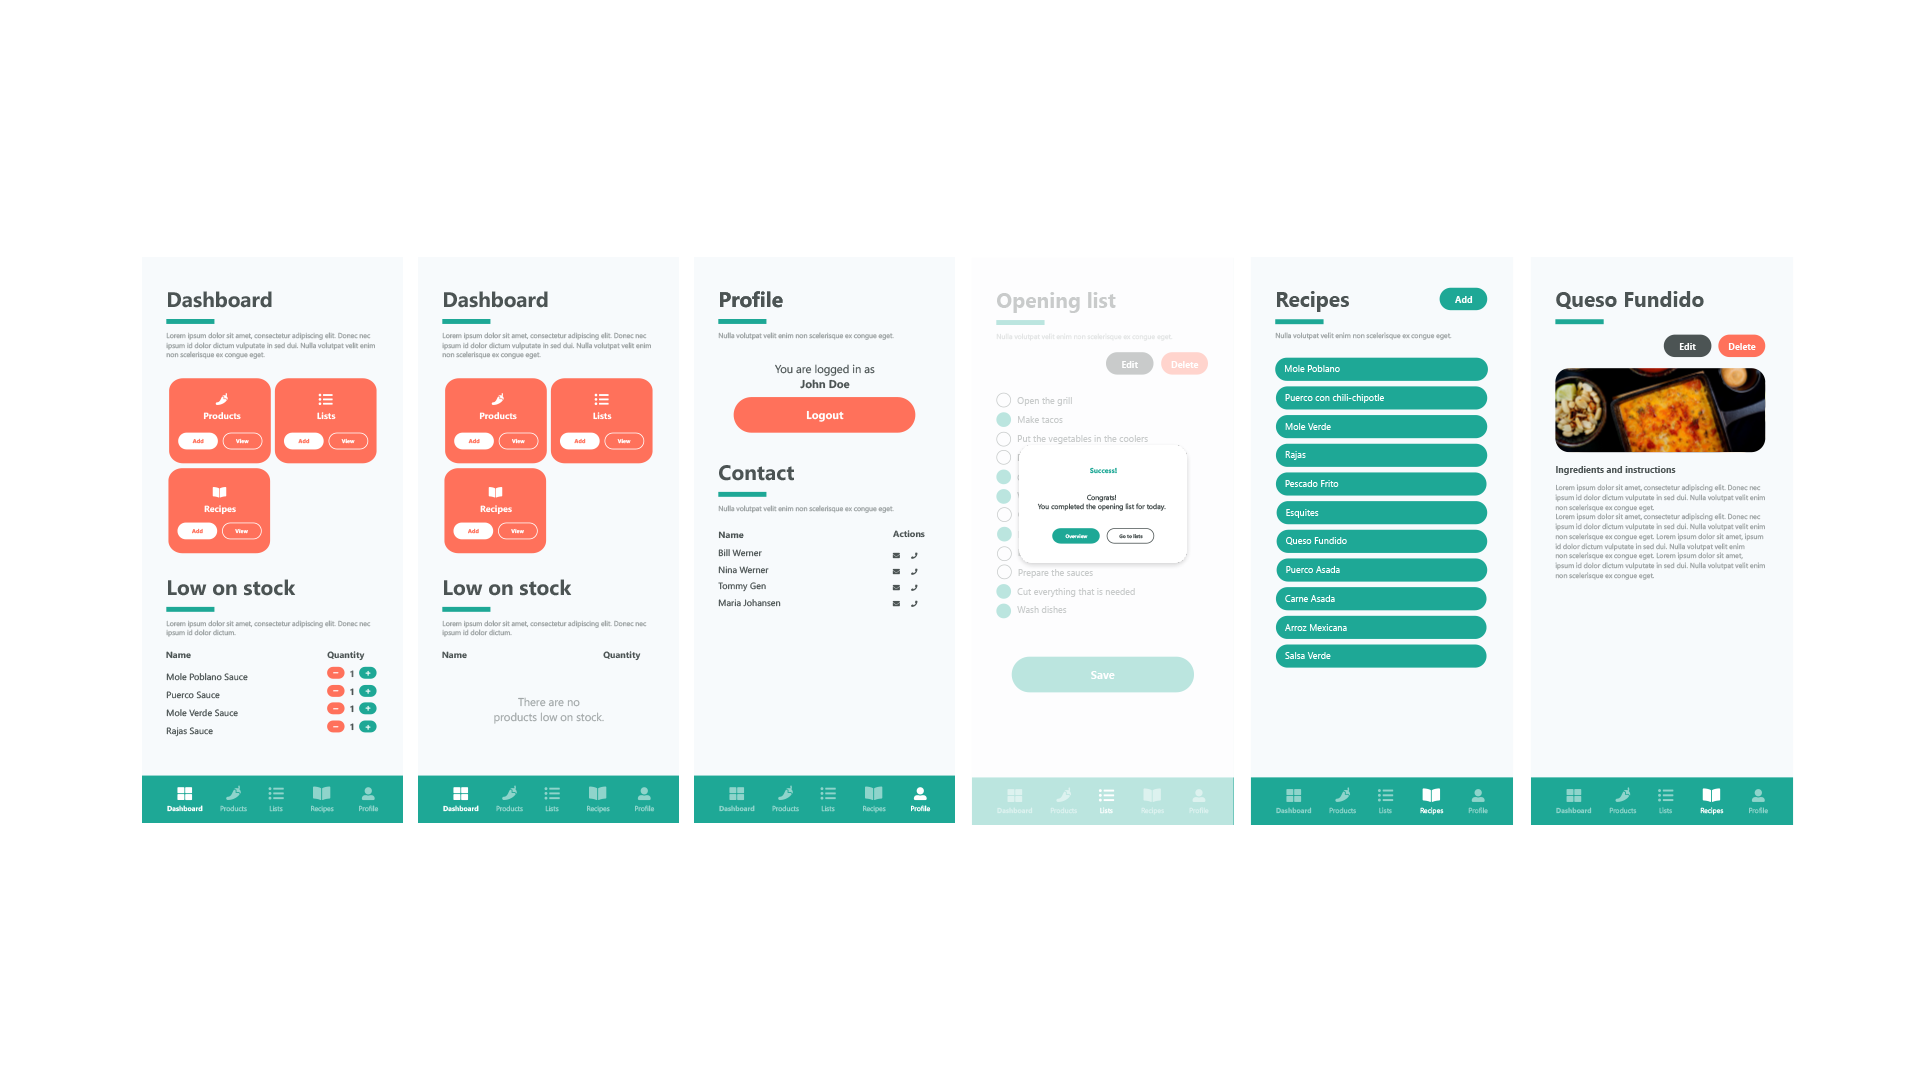 Dashboard
Lorem ipsum dolor sit amet, consectetur adipiscing elit. Donec nec
ipsum id dolor dictum vulputate in sed dui. Nulla volutpat velit enim
non scelerisque ex congue eget.
Products
Lists
Add
View
Add
View
Recipes
Add
View
Low on stock
Lorem ipsum dolor sit amet, consectetur adipiscing elit. Donec nec
ipsum id dolor dictum.
Name
Quantity
Mole Poblano Sauce
− 1 +
Puerco Sauce
− 1 +
Mole Verde Sauce
− 1 +
Rajas Sauce
− 1 +
Dashboard
Products
Lists
Recipes
Profile
Dashboard
Lorem ipsum dolor sit amet, consectetur adipiscing elit. Donec nec
ipsum id dolor dictum vulputate in sed dui. Nulla volutpat velit enim
non scelerisque ex congue eget.
Products
Lists
Add
View
Add
View
Recipes
Add
View
Low on stock
Lorem ipsum dolor sit amet, consectetur adipiscing elit. Donec nec
ipsum id dolor dictum.
Name
Quantity
There are no
products low on stock.
Dashboard
Products
Lists
Recipes
Profile
Profile
Nulla volutpat velit enim non scelerisque ex congue eget.
You are logged in as
John Doe
Logout
Contact
Nulla volutpat velit enim non scelerisque ex congue eget.
Name
Actions
Bill Werner
Nina Werner
Tommy Gen
Maria Johansen
Dashboard
Products
Lists
Recipes
Profile
Opening list
Nulla volutpat velit enim non scelerisque ex congue eget.
Edit
Delete
Open the grill
Make tacos
Put the vegetables in the coolers
Success!
Congrats!
You completed the opening list for today.
Overview
Go to lists
Prepare the sauces
Cut everything that is needed
Wash dishes
Save
Dashboard
Products
Lists
Recipes
Profile
Recipes
Add
Nulla volutpat velit enim non scelerisque ex congue eget.
Mole Poblano
Puerco con chili-chipotle
Mole Verde
Rajas
Pescado Frito
Esquites
Queso Fundido
Puerco Asada
Carne Asada
Arroz Mexicana
Salsa Verde
Dashboard
Products
Lists
Recipes
Profile
Queso Fundido
Edit
Delete
Ingredients and instructions
Lorem ipsum dolor sit amet, consectetur adipiscing elit. Donec nec
ipsum id dolor dictum vulputate in sed dui. Nulla volutpat velit enim
non scelerisque ex congue eget.
Lorem ipsum dolor sit amet, consectetur adipiscing elit. Donec nec
ipsum id dolor dictum vulputate in sed dui. Nulla volutpat velit enim
non scelerisque ex congue eget. Lorem ipsum dolor sit amet,
consectetur adipiscing elit. Donec nec ipsum
id dolor dictum vulputate in sed dui. Nulla volutpat velit enim
non scelerisque ex congue eget. Lorem ipsum dolor sit amet,
consectetur adipiscing elit. Donec nec
ipsum id dolor dictum vulputate in sed dui. Nulla volutpat velit enim
non scelerisque ex congue eget.
Dashboard
Products
Lists
Recipes
Profile